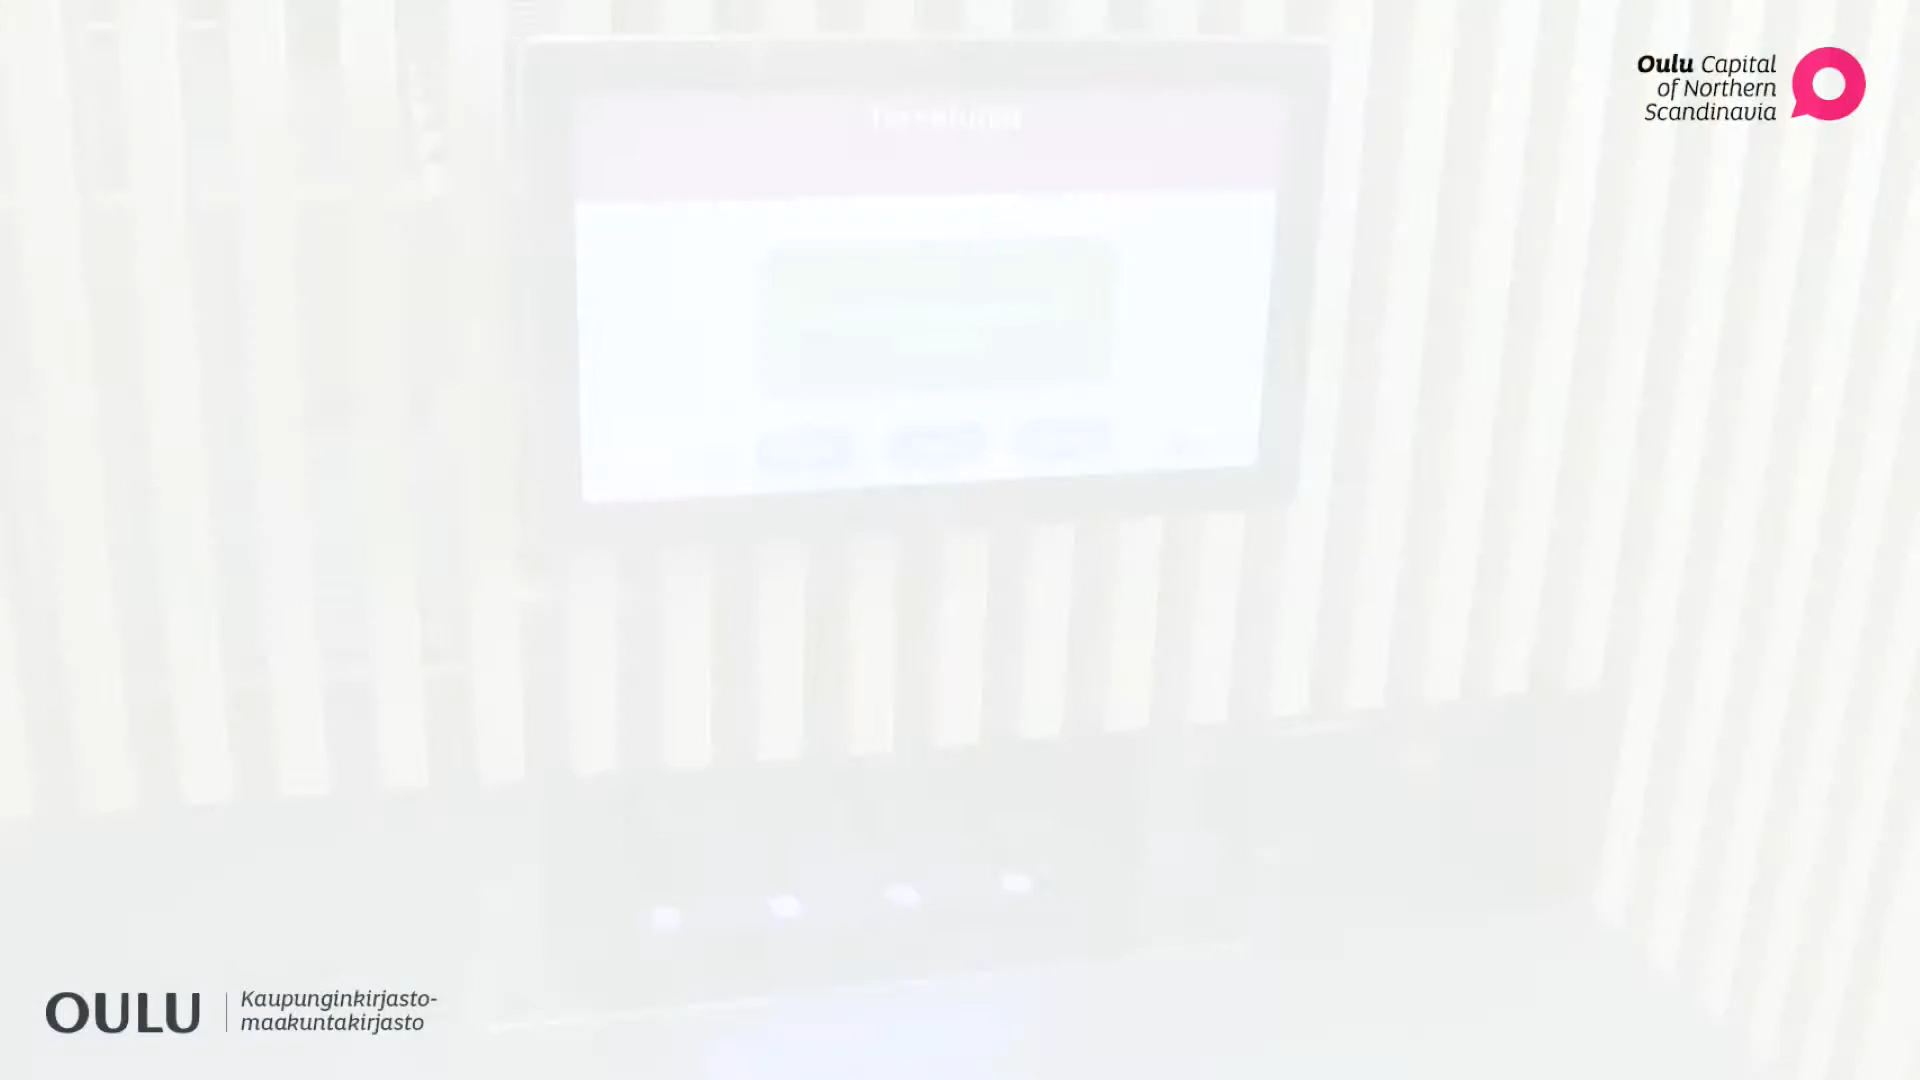 Oulu Capital
of Northern
Scandinavia
OULU
Kaupunginkirjasto-
maakuntakirjasto